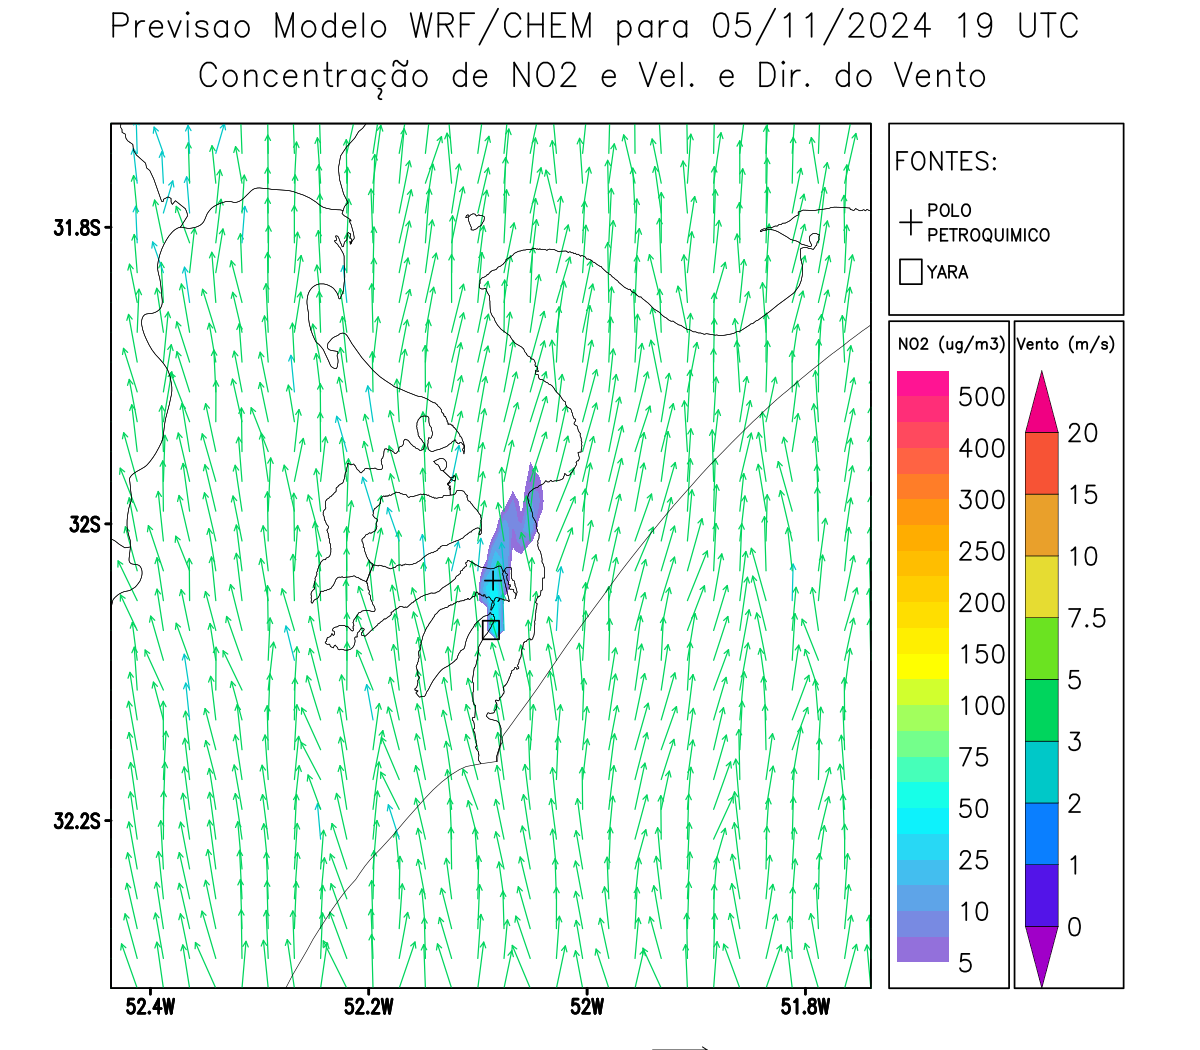 Previsao Modelo WRF/CHEM para 05/11/2024 19 UTC
Concentração de NO2 e Vel. e Dir. do Vento
FONTES:
POLO
PETROQUIMICO
YARA
NO2 (ug/m3)
500
400
300
250
200
150
100
75
50
25
10
5
Vento (m/s)
20
15
10
7.5
5
3
2
1
0
31.8S
32S
32.2S
52.4W
52.2W
52W
51.8W